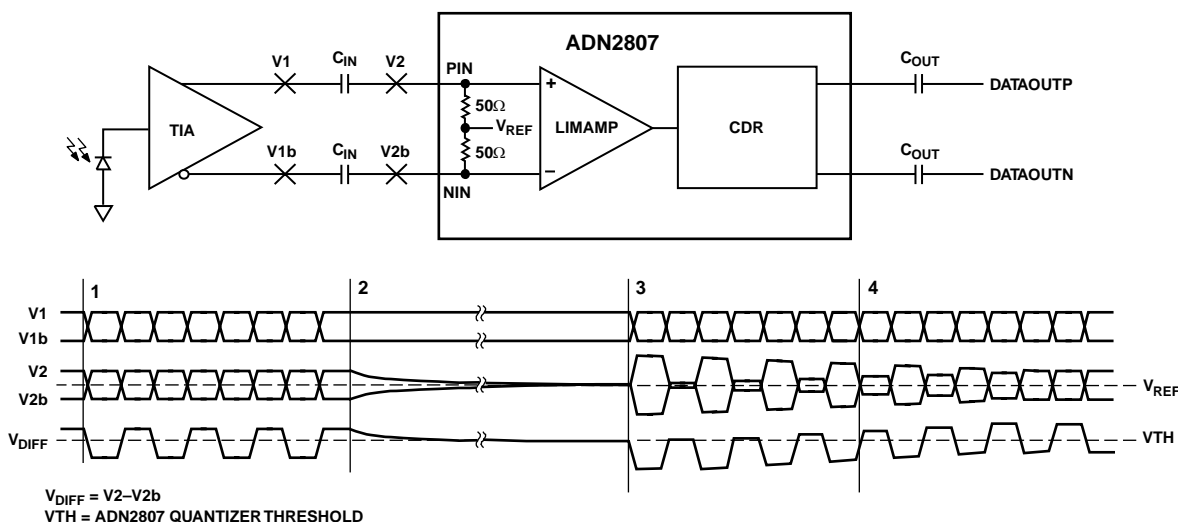 ADN2807
V1
C_IN
V2
C_OUT
PIN
DATAOUTP
50Ω
TIA
V_REF
LIMAMP
CDR
50Ω
V1b
C_IN
V2b
C_OUT
NIN
DATAOUTN
+
−
1
2
3
4
V1
V1b
V2
V2b
V_REF
V_DIFF
VTH
V_DIFF = V2–V2b
VTH = ADN2807 QUANTIZER THRESHOLD